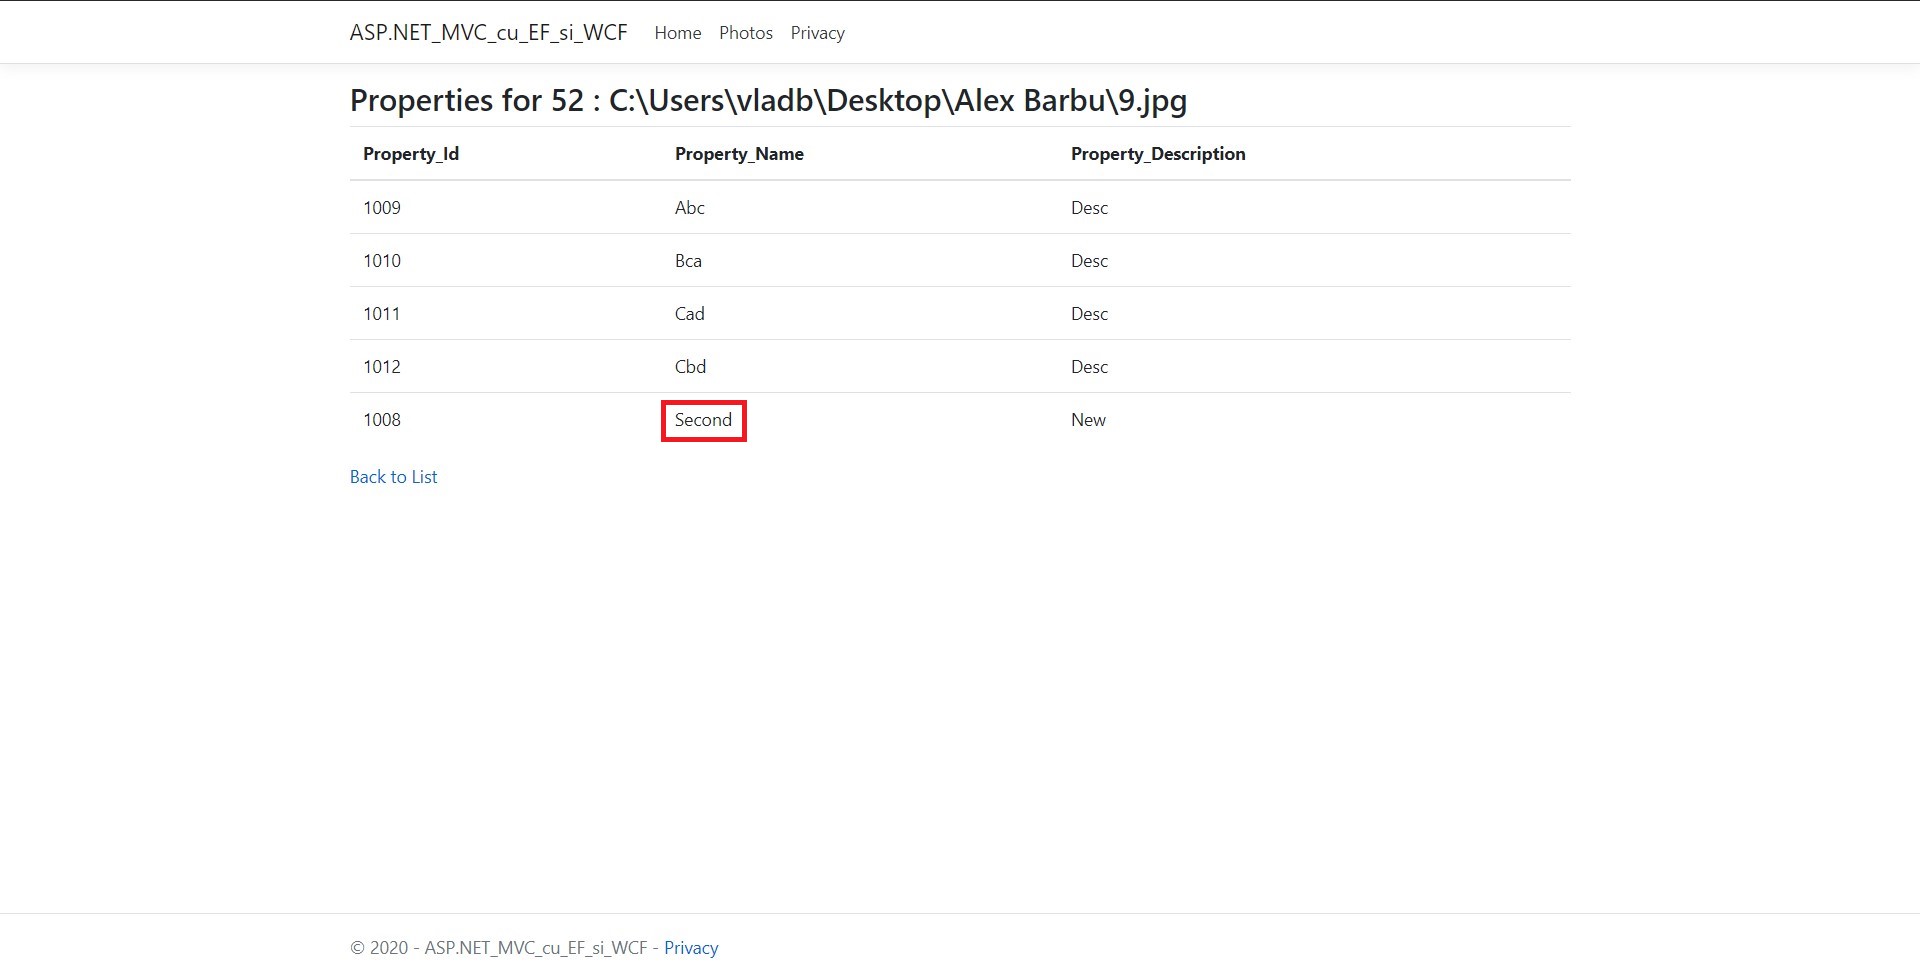 ASP.NET_MVC_cu_EF_si_WCF Home Photos Privacy
Properties for 52 : C:\Users\vladb\Desktop\Alex Barbu\9.jpg
Property_Id Property_Name Property_Description
1009 Abc Desc
1010 Bca Desc
1011 Cad Desc
1012 Cbd Desc
1008 Second New
Back to List
© 2020 - ASP.NET_MVC_cu_EF_si_WCF - Privacy